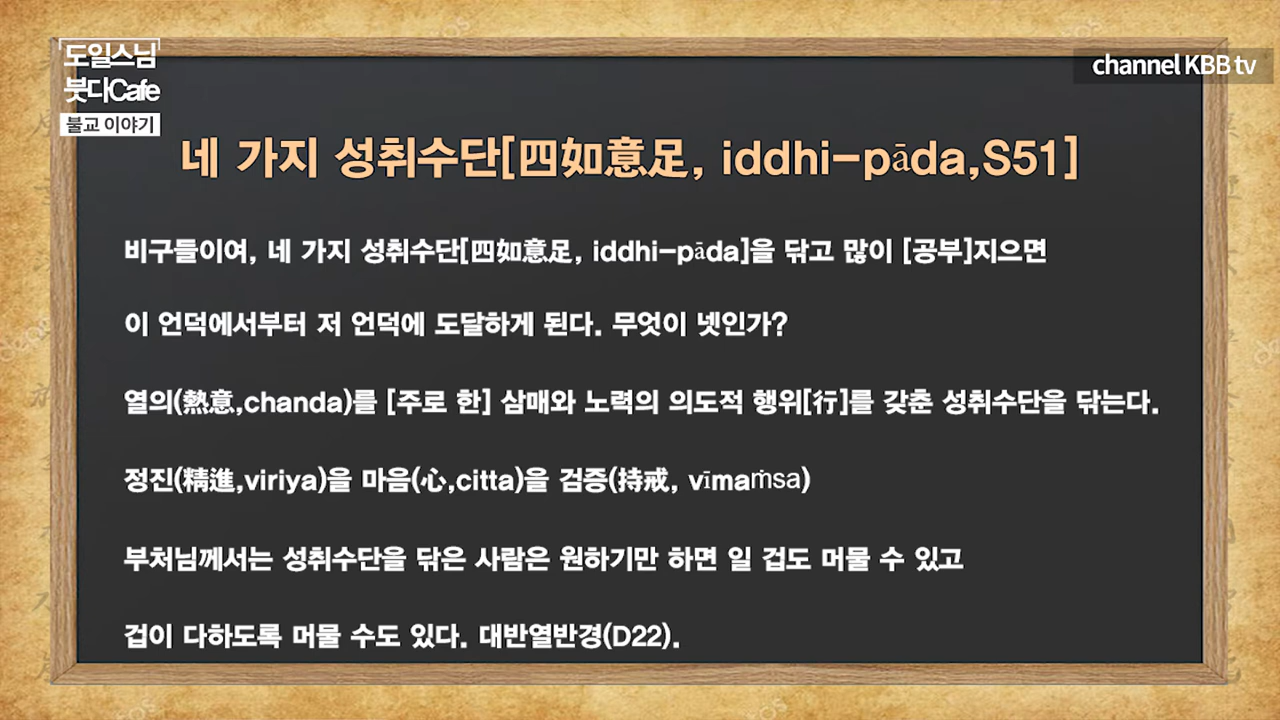 도일스님
붓다Cafe
불교 이야기
channel KBB tv
네 가지 성취수단[四如意足, iddhi-pāda,S51]
비구들이여, 네 가지 성취수단[四如意足, iddhi-pāda]을 닦고 많이 [공부]지으면
이 언덕에서부터 저 언덕에 도달하게 된다. 무엇이 넷인가?
열의(熱意,chanda)를 [주로 한] 삼매와 노력의 의도적 행위[行]를 갖춘 성취수단을 닦는다.
정진(精進,viriya)을 마음(心,citta)을 검증(持戒, vīmaṁsa)
부처님께서는 성취수단을 닦은 사람은 원하기만 하면 일 겁도 머물 수 있고
겁이 다하도록 머물 수도 있다. 대반열반경(D22).